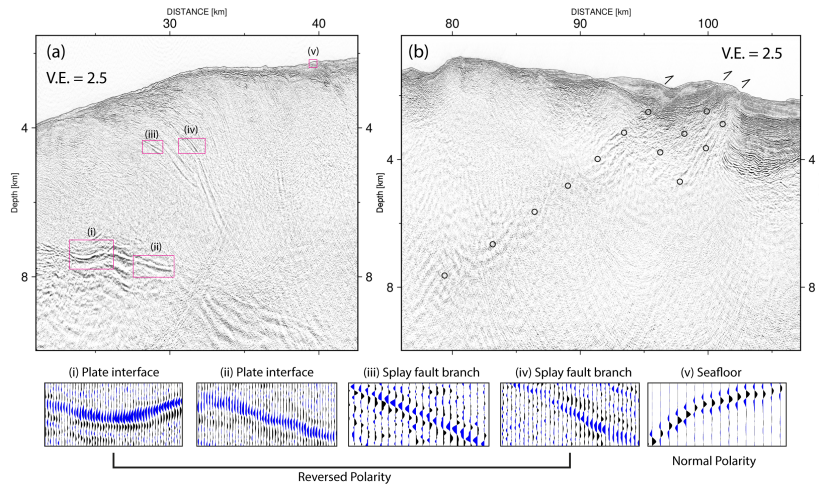 DISTANCE [km]
30 40
(a)
V.E. = 2.5
(v)
(iii)
(iv)
4
Depth [km]
(i)
(ii)
8
DISTANCE [km]
80 90 100
(b)
V.E. = 2.5
4 4
Depth [km]
8 8
(i) Plate interface
(ii) Plate interface
(iii) Splay fault branch
(iv) Splay fault branch
(v) Seafloor
Reversed Polarity
Normal Polarity